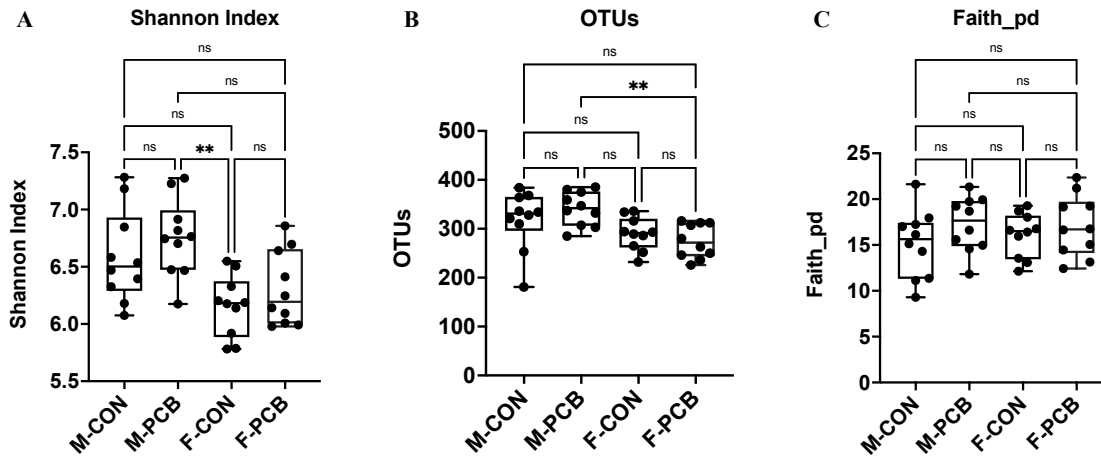 A
Shannon Index
ns
ns
ns
ns
**
ns
7.5
7.0
6.5
6.0
5.5
Shannon Index
M-CON
M-PCB
F-CON
F-PCB
B
OTUs
ns
**
ns
ns
ns
ns
500
400
300
200
100
0
OTUs
M-CON
M-PCB
F-CON
F-PCB
C
Faith_pd
ns
ns
ns
ns
ns
ns
25
20
15
10
5
0
Faith_pd
M-CON
M-PCB
F-CON
F-PCB